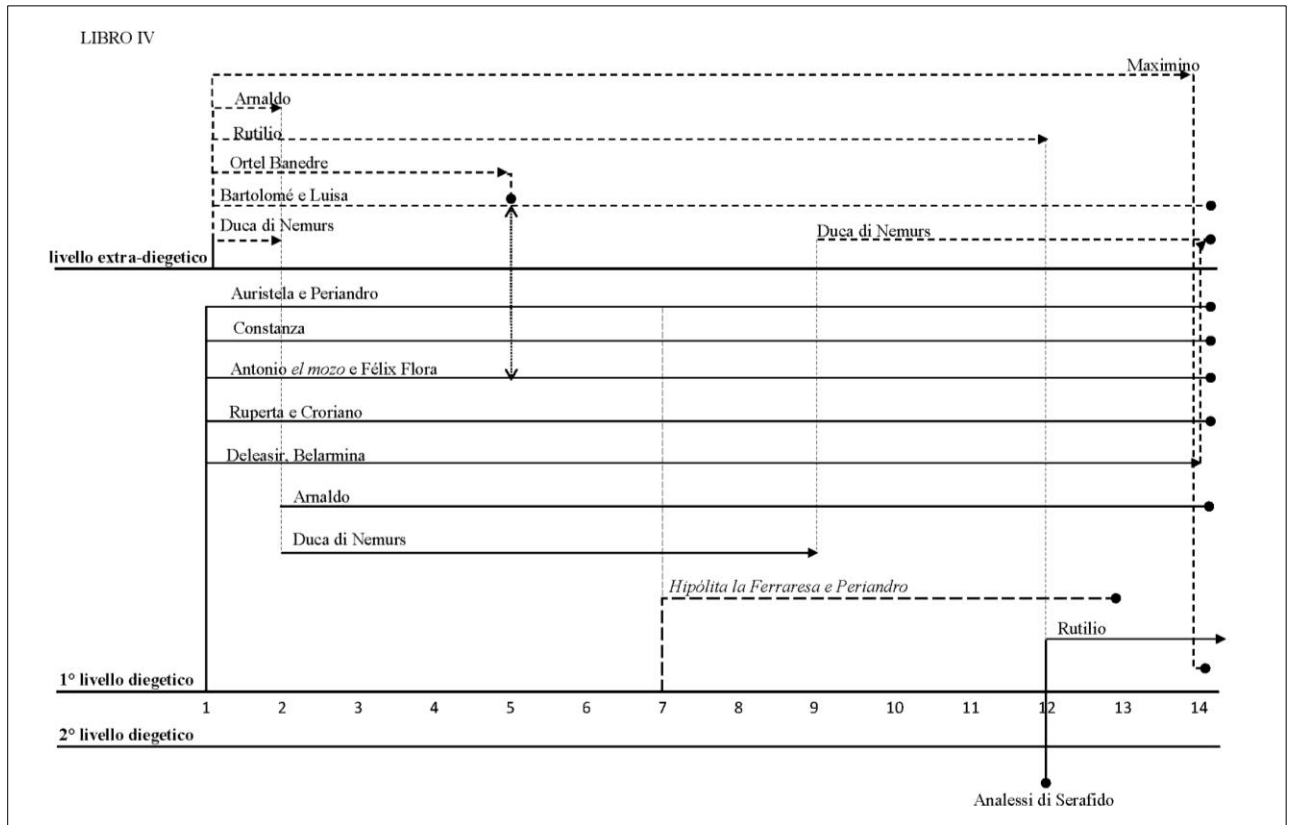 LIBRO IV
Maximino
Arnaldo
Rutilio
Ortel Banedre
Bartolomé e Luisa
Duca di Nemurs
Duca di Nemurs
livello extra-diegetico
Auristela e Periandro
Constanza
Antonio el mozo e Félix Flora
Ruperta e Croriano
Deleasir, Belarmina
Arnaldo
Duca di Nemurs
Hipólita la Ferraresa e Periandro
Rutilio
1° livello diegetico
1 2 3 4 5 6 7 8 9 10 11 12 13 14
2° livello diegetico
Analessi di Serafido